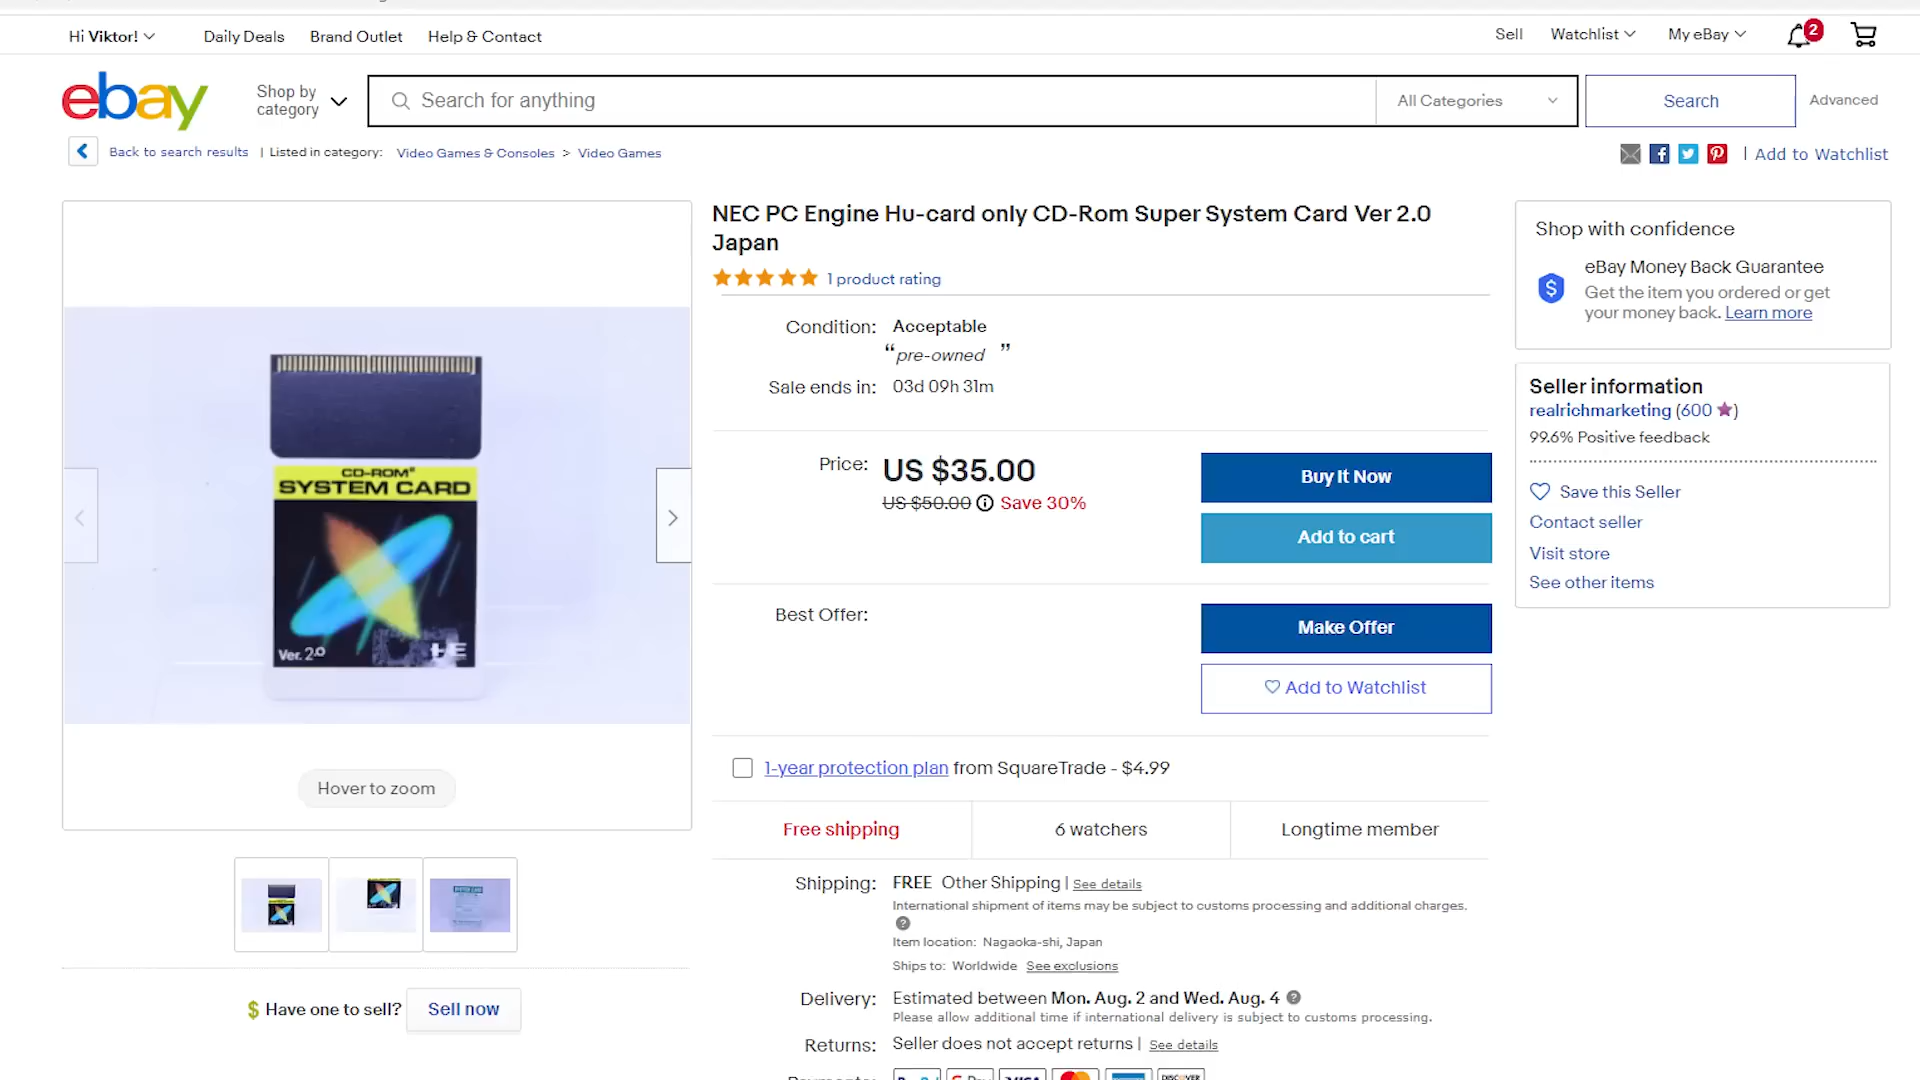 Hi Viktor!
Daily Deals
Brand Outlet
Help & Contact
Sell
Watchlist
My eBay
2
ebay
Shop by
category
Search for anything
All Categories
Search
Advanced
Back to search results | Listed in category: Video Games & Consoles > Video Games
| Add to Watchlist
NEC PC Engine Hu-card only CD-Rom Super System Card Ver 2.0
Japan
1 product rating
Condition: Acceptable
“pre-owned ”
Sale ends in: 03d 09h 31m
Price: US $35.00
US $50.00 Save 30%
Buy It Now
Add to cart
Best Offer:
Make Offer
Add to Watchlist
1-year protection plan from SquareTrade - $4.99
Free shipping
6 watchers
Longtime member
Shipping: FREE Other Shipping | See details
International shipment of items may be subject to customs processing and additional charges.
Item location: Nagaoka-shi, Japan
Ships to: Worldwide See exclusions
Delivery: Estimated between Mon. Aug. 2 and Wed. Aug. 4
Please allow additional time if international delivery is subject to customs processing.
Returns: Seller does not accept returns | See details
DISCOVER
CD-ROM²
SYSTEM CARD
Ver. 2.0
HE
Hover to zoom
Have one to sell? Sell now
Shop with confidence
eBay Money Back Guarantee
Get the item you ordered or get
your money back. Learn more
Seller information
realrichmarketing (600)
99.6% Positive feedback
Save this Seller
Contact seller
Visit store
See other items